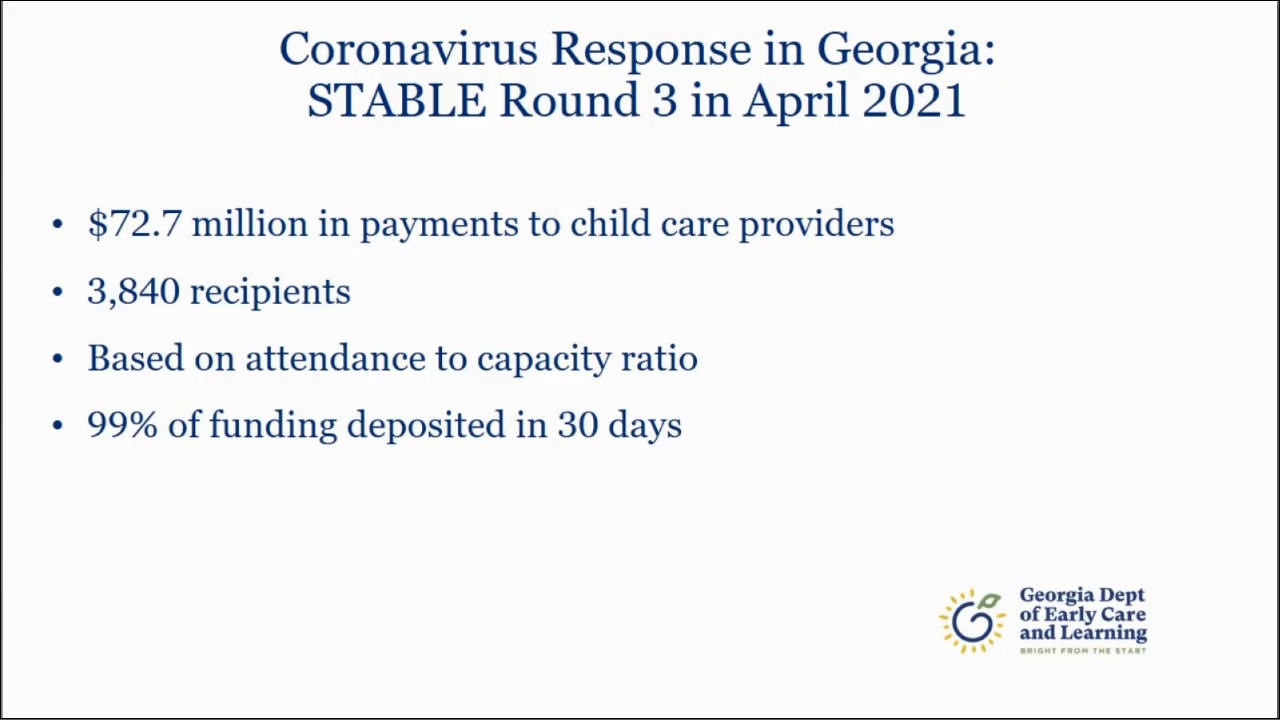 Coronavirus Response in Georgia:
STABLE Round 3 in April 2021
• $72.7 million in payments to child care providers
• 3,840 recipients
• Based on attendance to capacity ratio
• 99% of funding deposited in 30 days
Georgia Dept
of Early Care
and Learning
BRIGHT FROM THE START